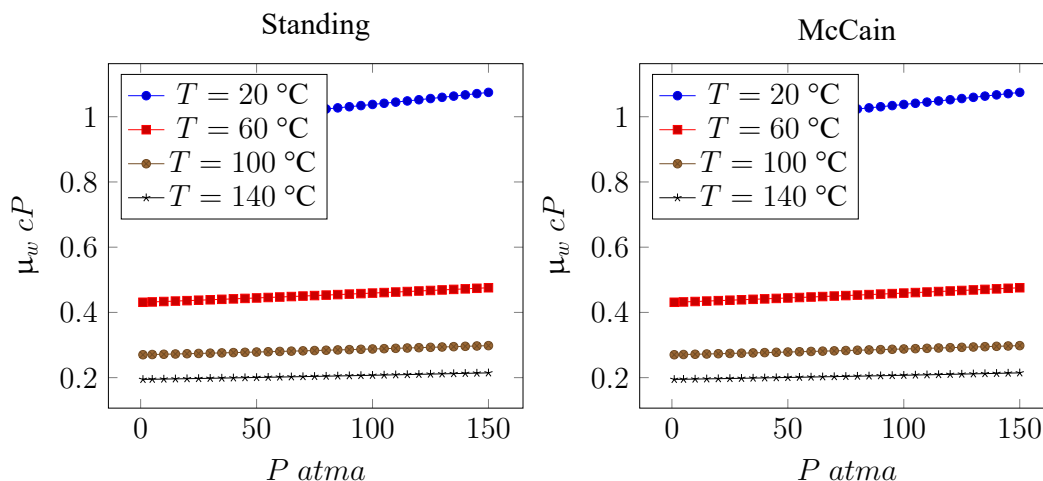 Standing
T = 20 °C
T = 60 °C
T = 100 °C
T = 140 °C
1
0.8
0.6
0.4
0.2
μw cP
0 50 100 150
P atma
McCain
T = 20 °C
T = 60 °C
T = 100 °C
T = 140 °C
1
0.8
0.6
0.4
0.2
μw cP
0 50 100 150
P atma